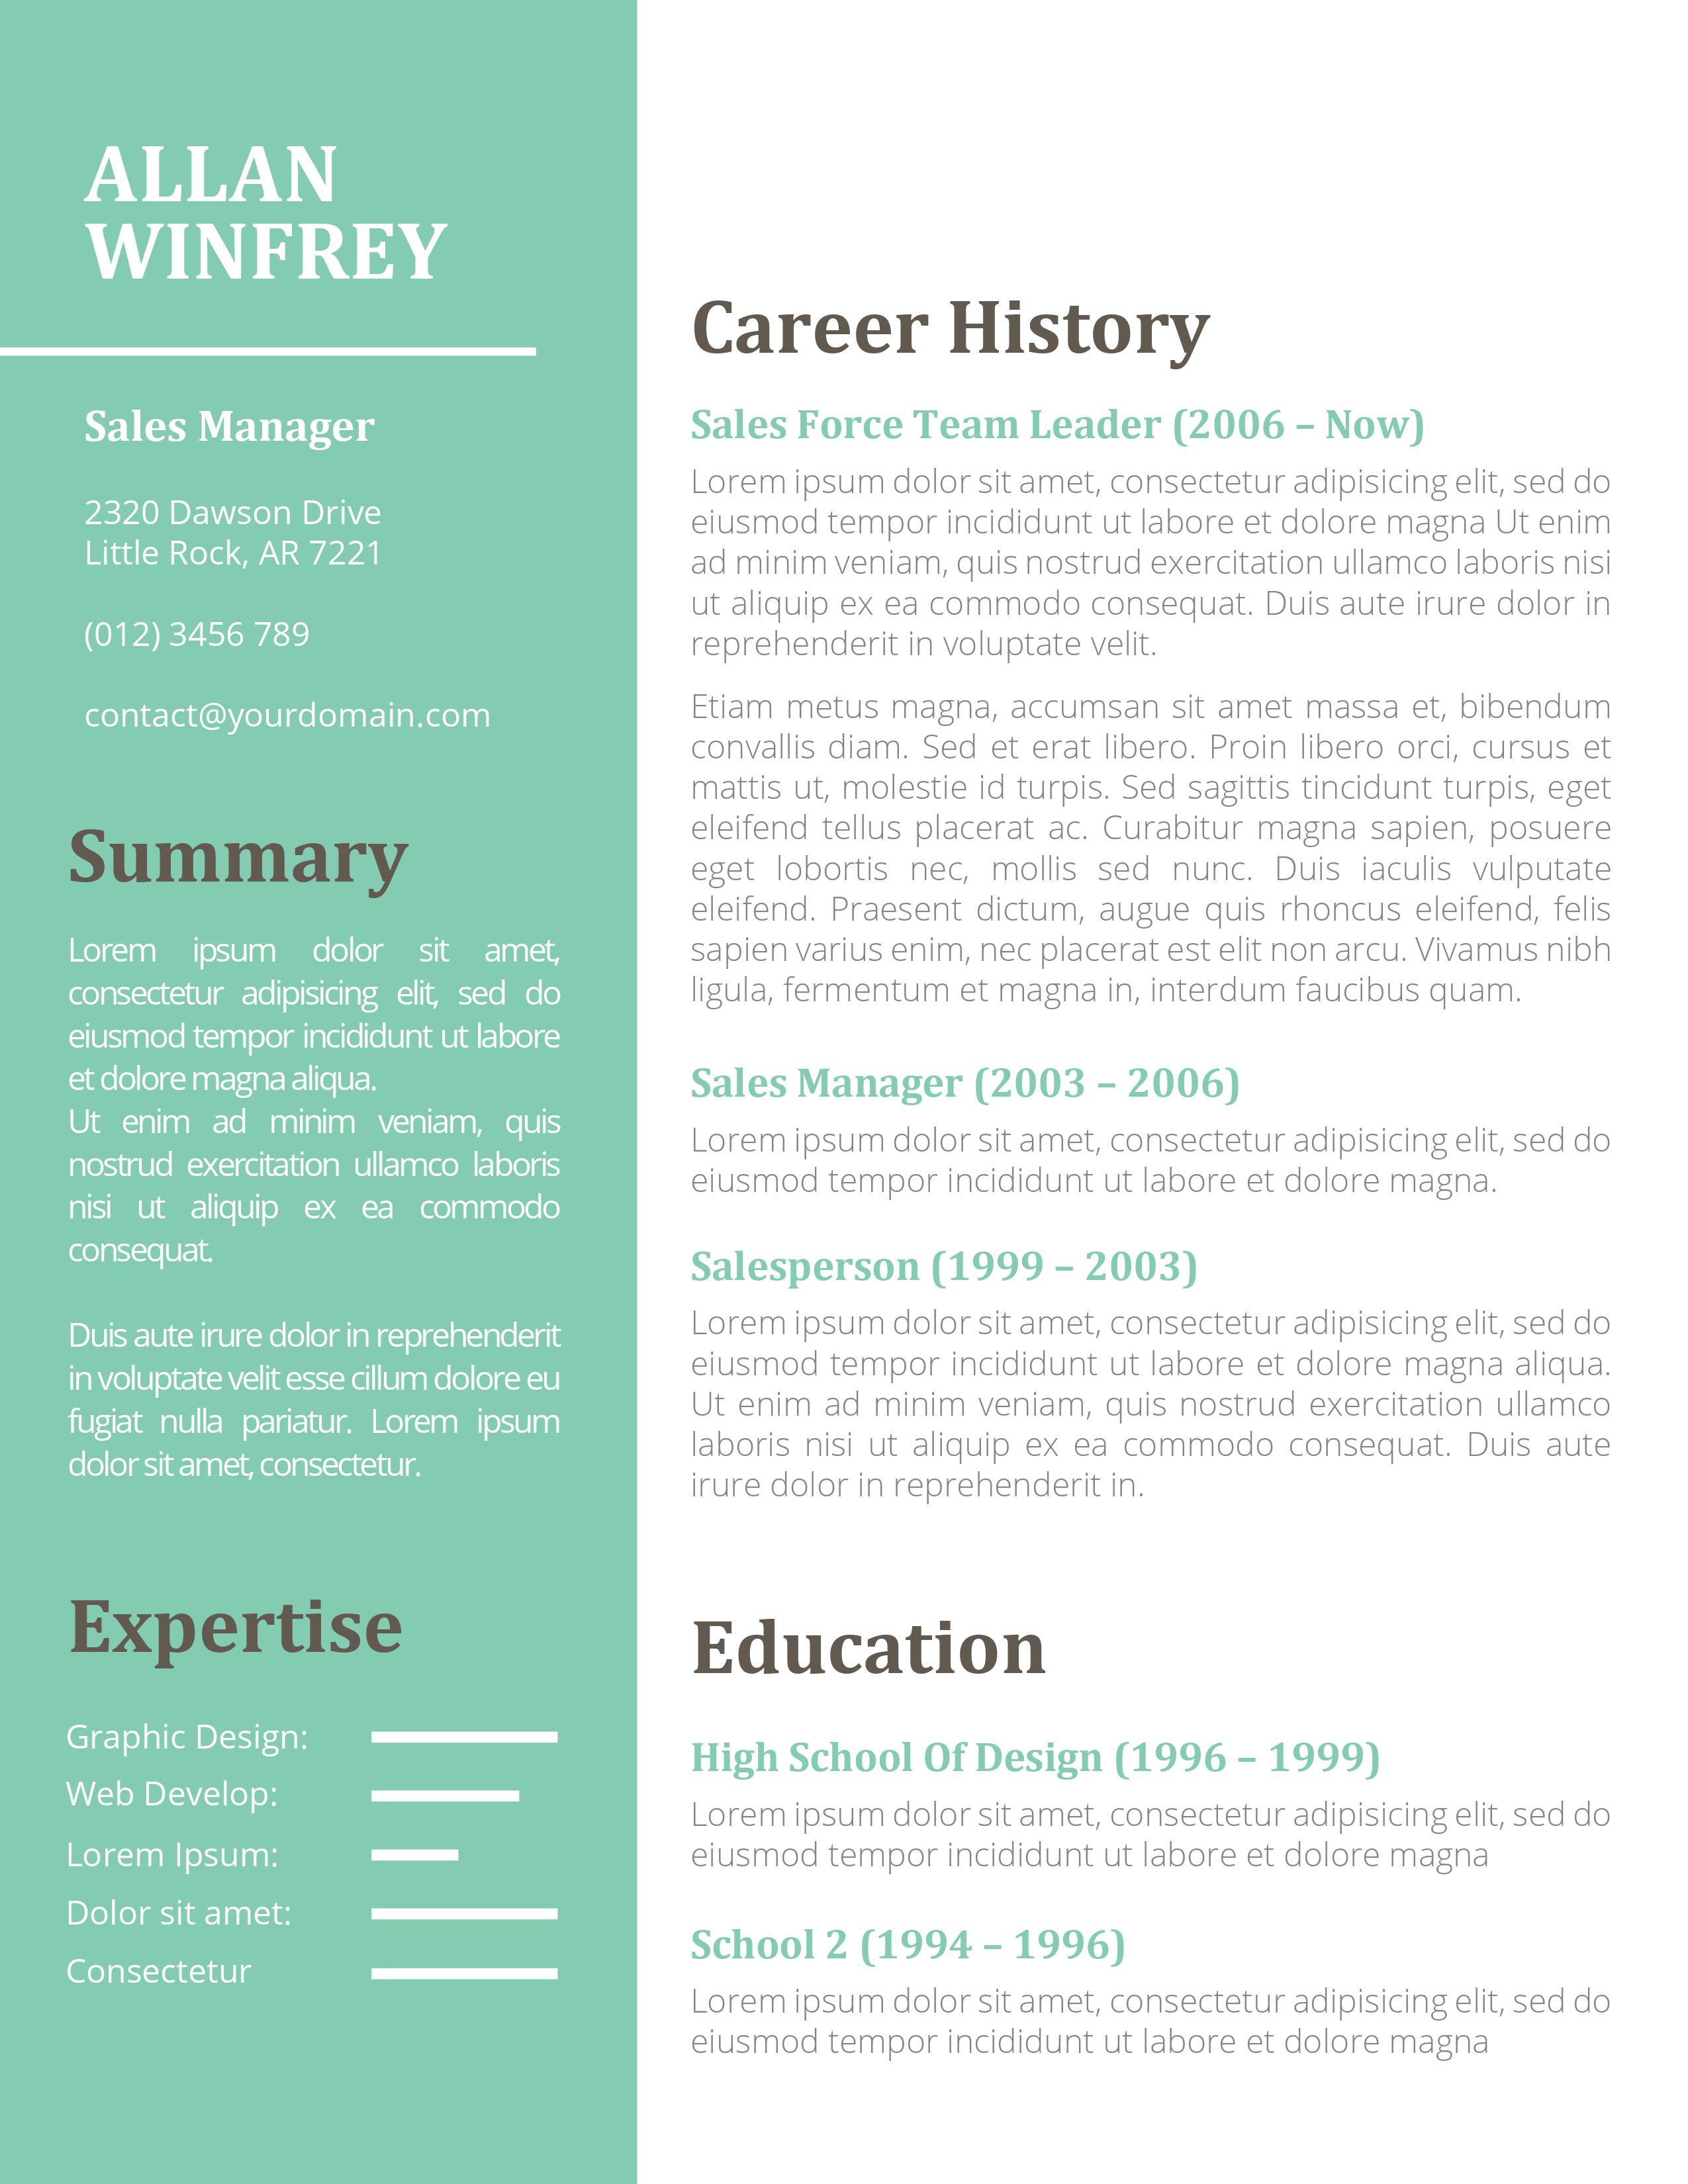 ALLAN
WINFREY
Sales Manager
2320 Dawson Drive
Little Rock, AR 7221
(012) 3456 789
contact@yourdomain.com
Summary
Lorem ipsum dolor sit amet,
consectetur adipisicing elit, sed do
eiusmod tempor incididunt ut labore
et dolore magna aliqua.
Ut enim ad minim veniam, quis
nostrud exercitation ullamco laboris
nisi ut aliquip ex ea commodo
consequat.
Duis aute irure dolor in reprehenderit
in voluptate velit esse cillum dolore eu
fugiat nulla pariatur. Lorem ipsum
dolor sit amet, consectetur.
Expertise
Graphic Design:
Web Develop:
Lorem Ipsum:
Dolor sit amet:
Consectetur
Career History
Sales Force Team Leader (2006 – Now)
Lorem ipsum dolor sit amet, consectetur adipisicing elit, sed do
eiusmod tempor incididunt ut labore et dolore magna Ut enim
ad minim veniam, quis nostrud exercitation ullamco laboris nisi
ut aliquip ex ea commodo consequat. Duis aute irure dolor in
reprehenderit in voluptate velit.
Etiam metus magna, accumsan sit amet massa et, bibendum
convallis diam. Sed et erat libero. Proin libero orci, cursus et
mattis ut, molestie id turpis. Sed sagittis tincidunt turpis, eget
eleifend tellus placerat ac. Curabitur magna sapien, posuere
eget lobortis nec, mollis sed nunc. Duis iaculis vulputate
eleifend. Praesent dictum, augue quis rhoncus eleifend, felis
sapien varius enim, nec placerat est elit non arcu. Vivamus nibh
ligula, fermentum et magna in, interdum faucibus quam.
Sales Manager (2003 – 2006)
Lorem ipsum dolor sit amet, consectetur adipisicing elit, sed do
eiusmod tempor incididunt ut labore et dolore magna.
Salesperson (1999 – 2003)
Lorem ipsum dolor sit amet, consectetur adipisicing elit, sed do
eiusmod tempor incididunt ut labore et dolore magna aliqua.
Ut enim ad minim veniam, quis nostrud exercitation ullamco
laboris nisi ut aliquip ex ea commodo consequat. Duis aute
irure dolor in reprehenderit in.
Education
High School Of Design (1996 – 1999)
Lorem ipsum dolor sit amet, consectetur adipisicing elit, sed do
eiusmod tempor incididunt ut labore et dolore magna
School 2 (1994 – 1996)
Lorem ipsum dolor sit amet, consectetur adipisicing elit, sed do
eiusmod tempor incididunt ut labore et dolore magna